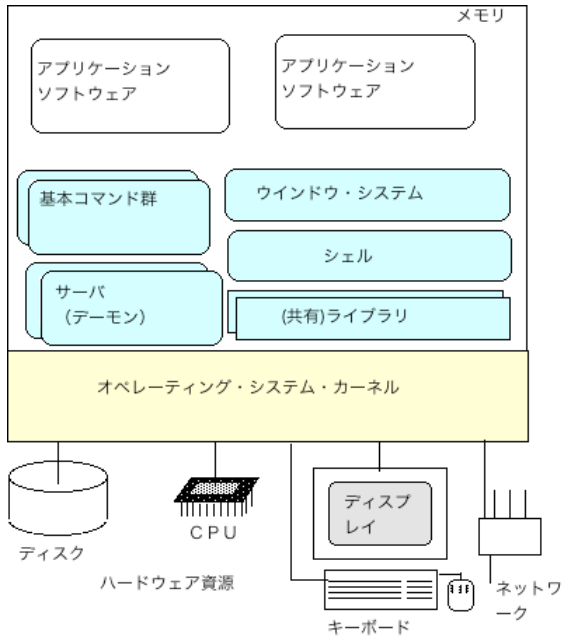 メモリ
アプリケーション
ソフトウェア
アプリケーション
ソフトウェア
基本コマンド群
ウインドウ・システム
シェル
サーバ
（デーモン）
(共有)ライブラリ
オペレーティング・システム・カーネル
ディスク
ＣＰＵ
ディスプ
レイ
ハードウェア資源
キーボード
ネットワ
ーク